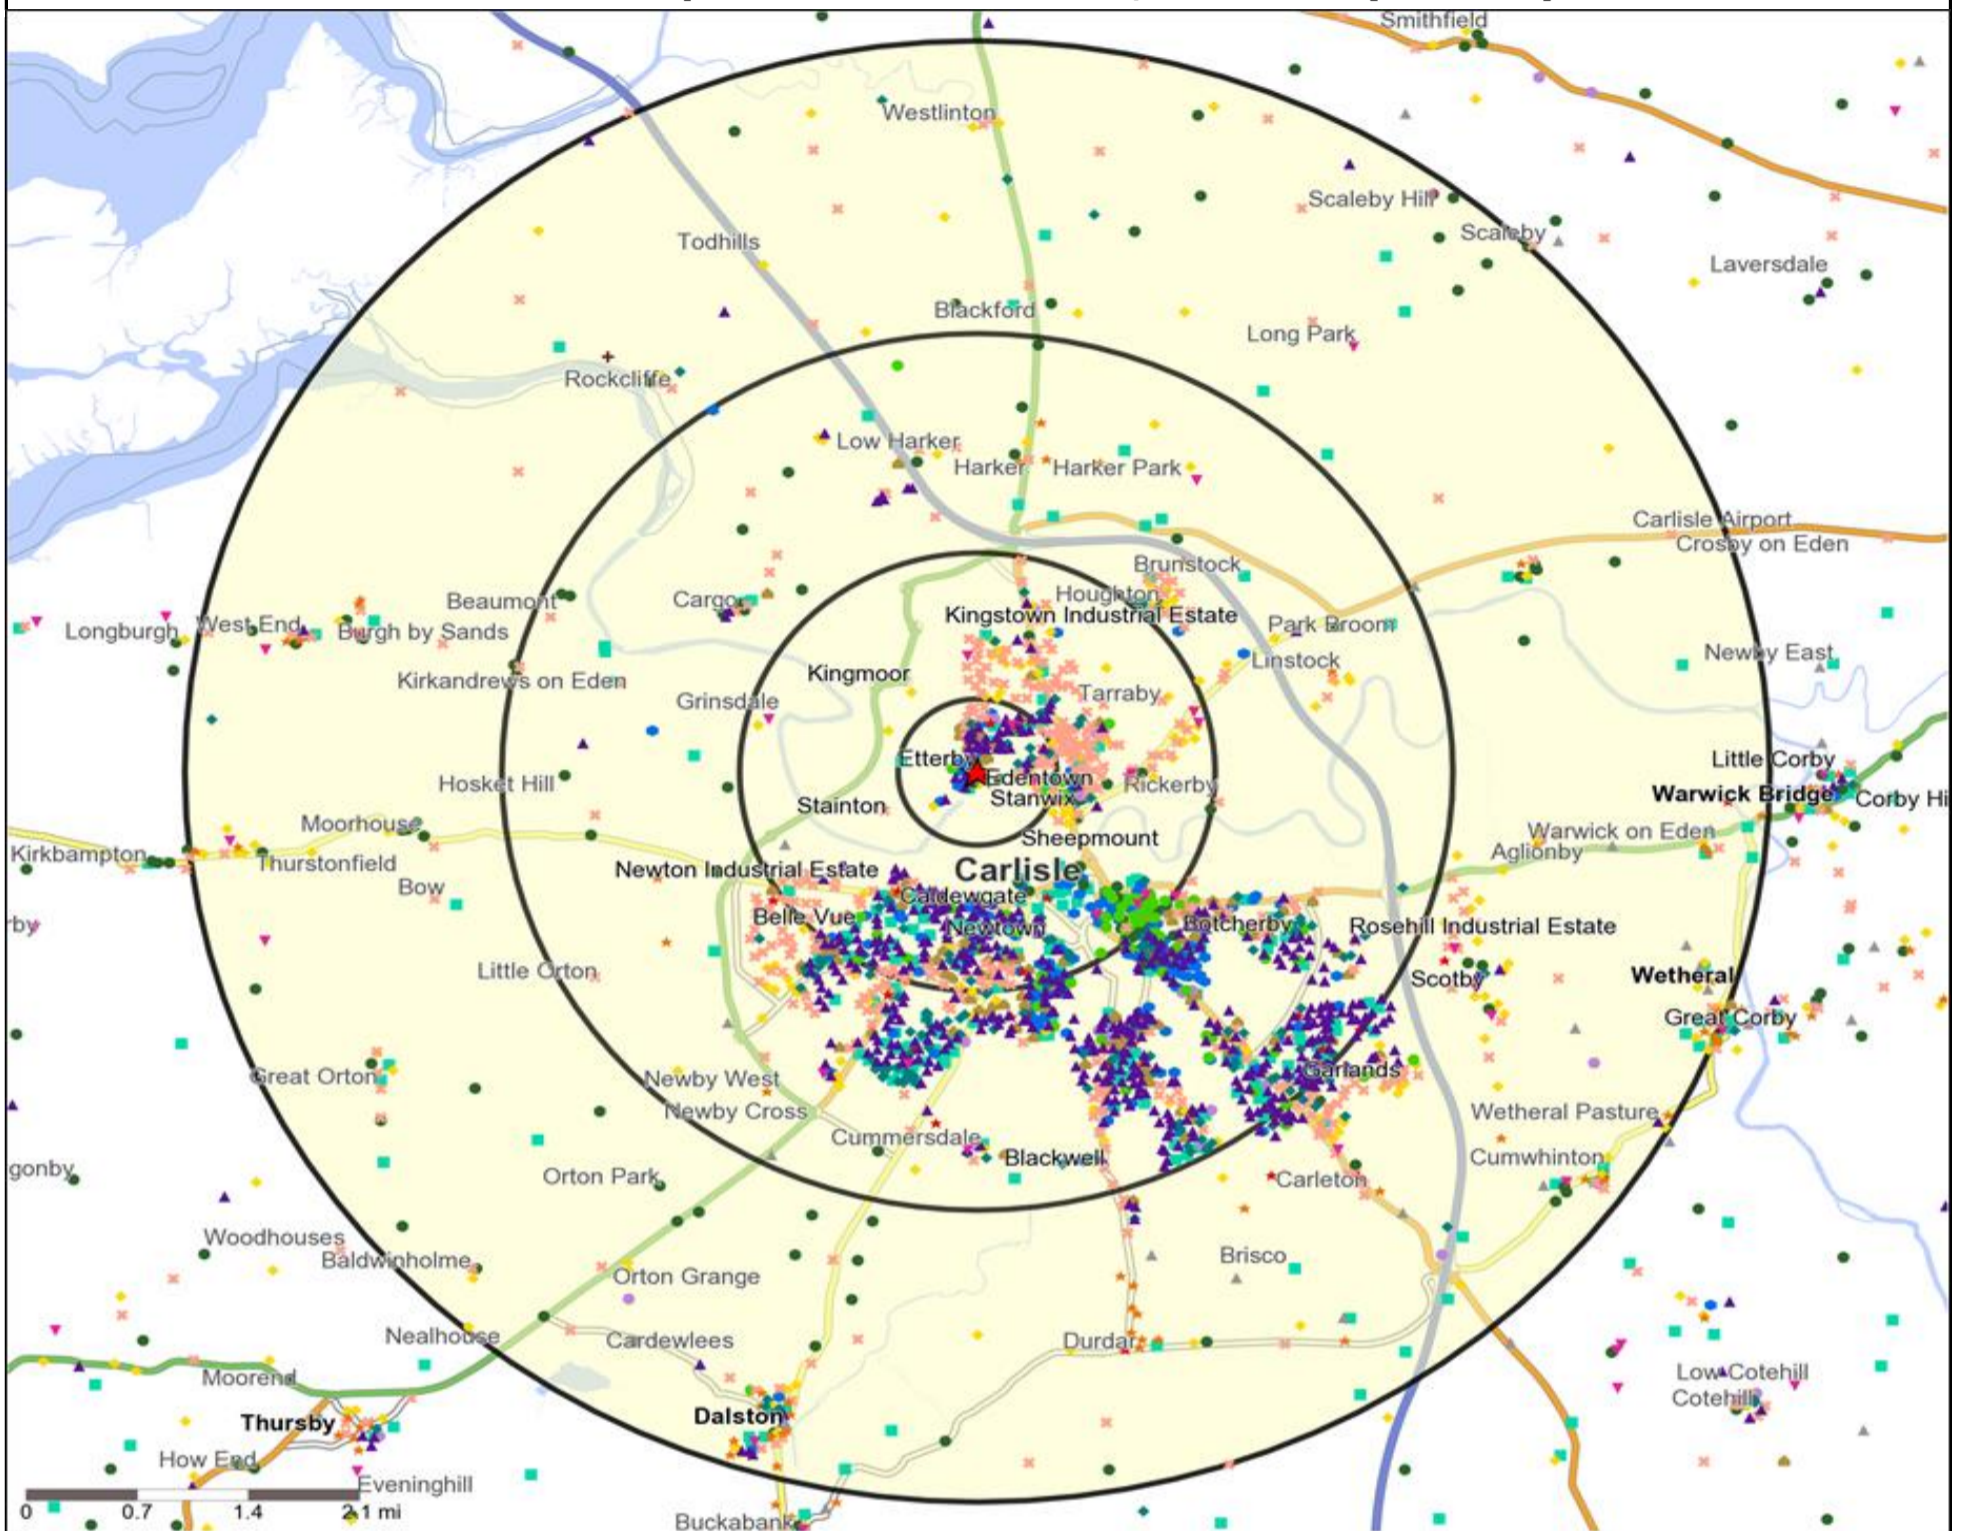 Smithfield
Westlinton
Scaleby Hill
Scaleby
Todhills
Laversdale
Blackford
Long Park
Rockcliffe
Low Harker
Harker
Harker Park
Carlisle Airport
Crosby on Eden
Brunstock
Houghton
Beaumont
Cargo
Kingstown Industrial Estate
Longburgh
West End
Burgh by Sands
Park Broom
Linstock
Newby East
Kingmoor
Kirkandrews on Eden
Grinsdale
Tarraby
Etterby
Edentown
Stanwix
Rickerby
Little Corby
Hosket Hill
Warwick Bridge
Corby Hi
Stainton
Moorhouse
Sheepmount
Warwick on Eden
Kirkbampton
Thurstonfield
Aglionby
Newton Industrial Estate
Carlisle
Bow
Caldewgate
Belle Vue
Newtown
Botcherby
Rosehill Industrial Estate
rby
Little Orton
Scotby
Wetheral
Great Corby
Great Orton
Newby West
Garlands
Newby Cross
Wetheral Pasture
Cummersdale
Blackwell
Cumwhinton
gonby
Orton Park
Carleton
Woodhouses
Baldwinholme
Brisco
Orton Grange
Nealhouse
Cardewlees
Durdar
Moorend
Low Cotehill
Cotehill
Thursby
Dalston
How End
Eveninghill
0 0.7 1.4 2.1 mi
Buckabank